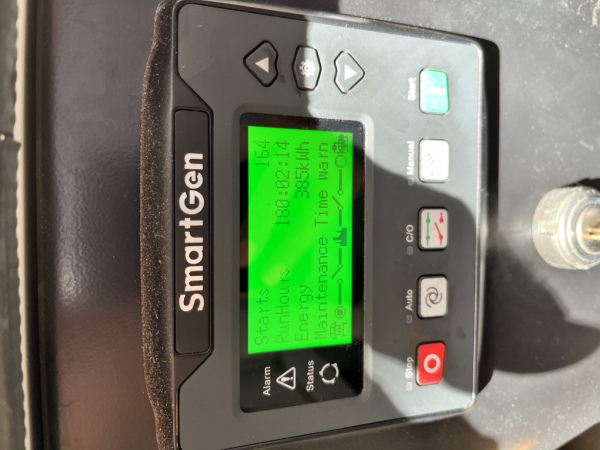 SmartGen
Alarm
Status
Starts 164
RunHours 180:02:14
Energy 385kWh
Maintenance Time warn
Stop
Auto
C/O
Manual
Start